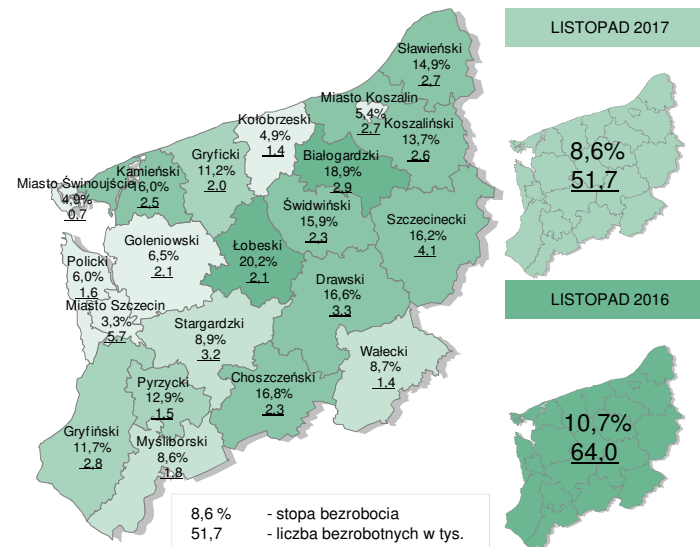 LISTOPAD 2017
8,6%
51,7
LISTOPAD 2016
10,7%
64,0
Sławieński
14,9%
2,7
Miasto Koszalin
5,4%
2,7
Koszaliński
13,7%
2,6
Kołobrzeski
4,9%
1,4
Białogardzki
18,9%
2,9
Gryficki
11,2%
2,0
Kamieński
16,0%
2,5
Miasto Świnoujście
4,9%
0,7
Świdwiński
15,9%
2,3
Szczecinecki
16,2%
4,1
Goleniowski
6,5%
2,1
Łobeski
20,2%
2,1
Policki
6,0%
1,6
Miasto Szczecin
3,3%
5,7
Drawski
16,6%
3,3
Stargardzki
8,9%
3,2
Wałecki
8,7%
1,4
Choszczeński
16,8%
2,3
Pyrzycki
12,9%
1,5
Gryfiński
11,7%
2,8
Myśliborski
8,6%
1,8
8,6 % - stopa bezrobocia
51,7 - liczba bezrobotnych w tys.